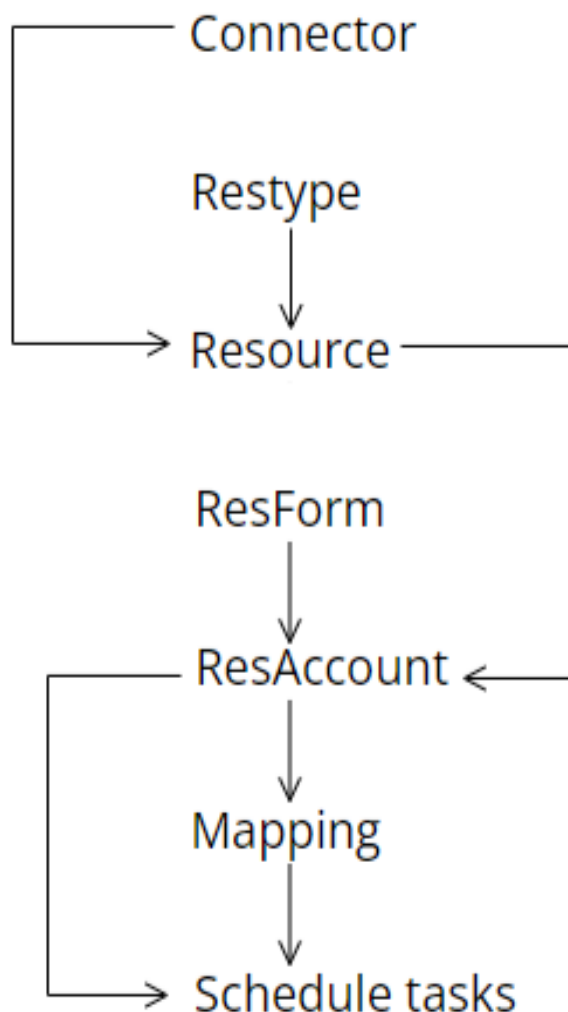 Connector
Restype
Resource
ResForm
ResAccount
Mapping
Schedule tasks